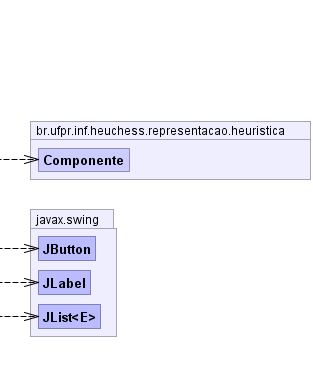 br.ufpr.inf.heuchess.representacao.heuristica
Componente
javax.swing
JButton
JLabel
JList<E>